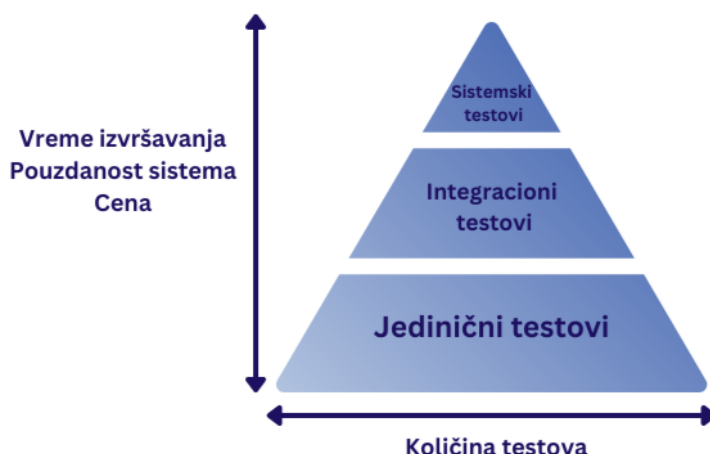 Sistemski
testovi
Vreme izvršavanja
Pouzdanost sistema
Cena
Integracioni
testovi
Jedinični testovi
Količina testova